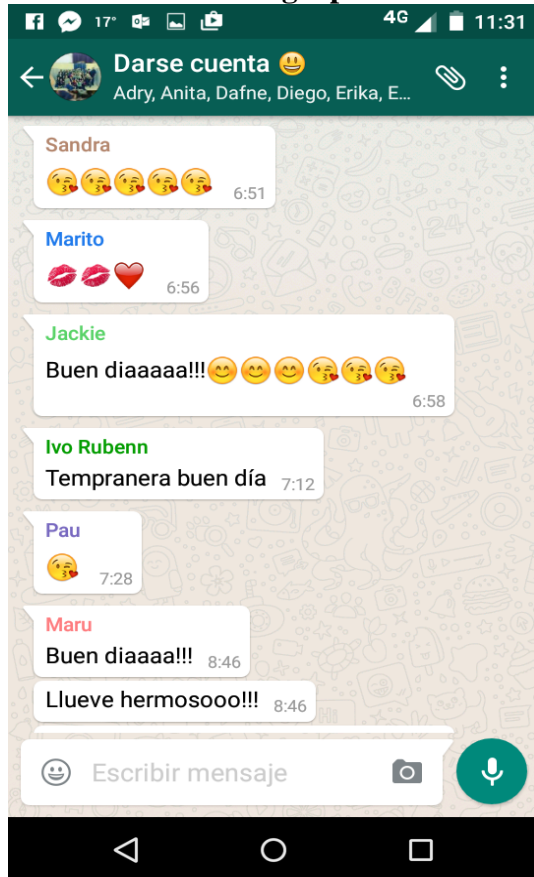 17°
4G
11:31
Darse cuenta 😃
Adry, Anita, Dafne, Diego, Erika, E...
Sandra
😘😘😘😘😘 6:51
Marito
💋💋❤ 6:56
Jackie
Buen diaaaaa!!!😊😊😊😘😘😘
6:58
Ivo Rubenn
Tempranera buen día 7:12
Pau
😘 7:28
Maru
Buen diaaaa!!! 8:46
Llueve hermosooo!!! 8:46
Escribir mensaje